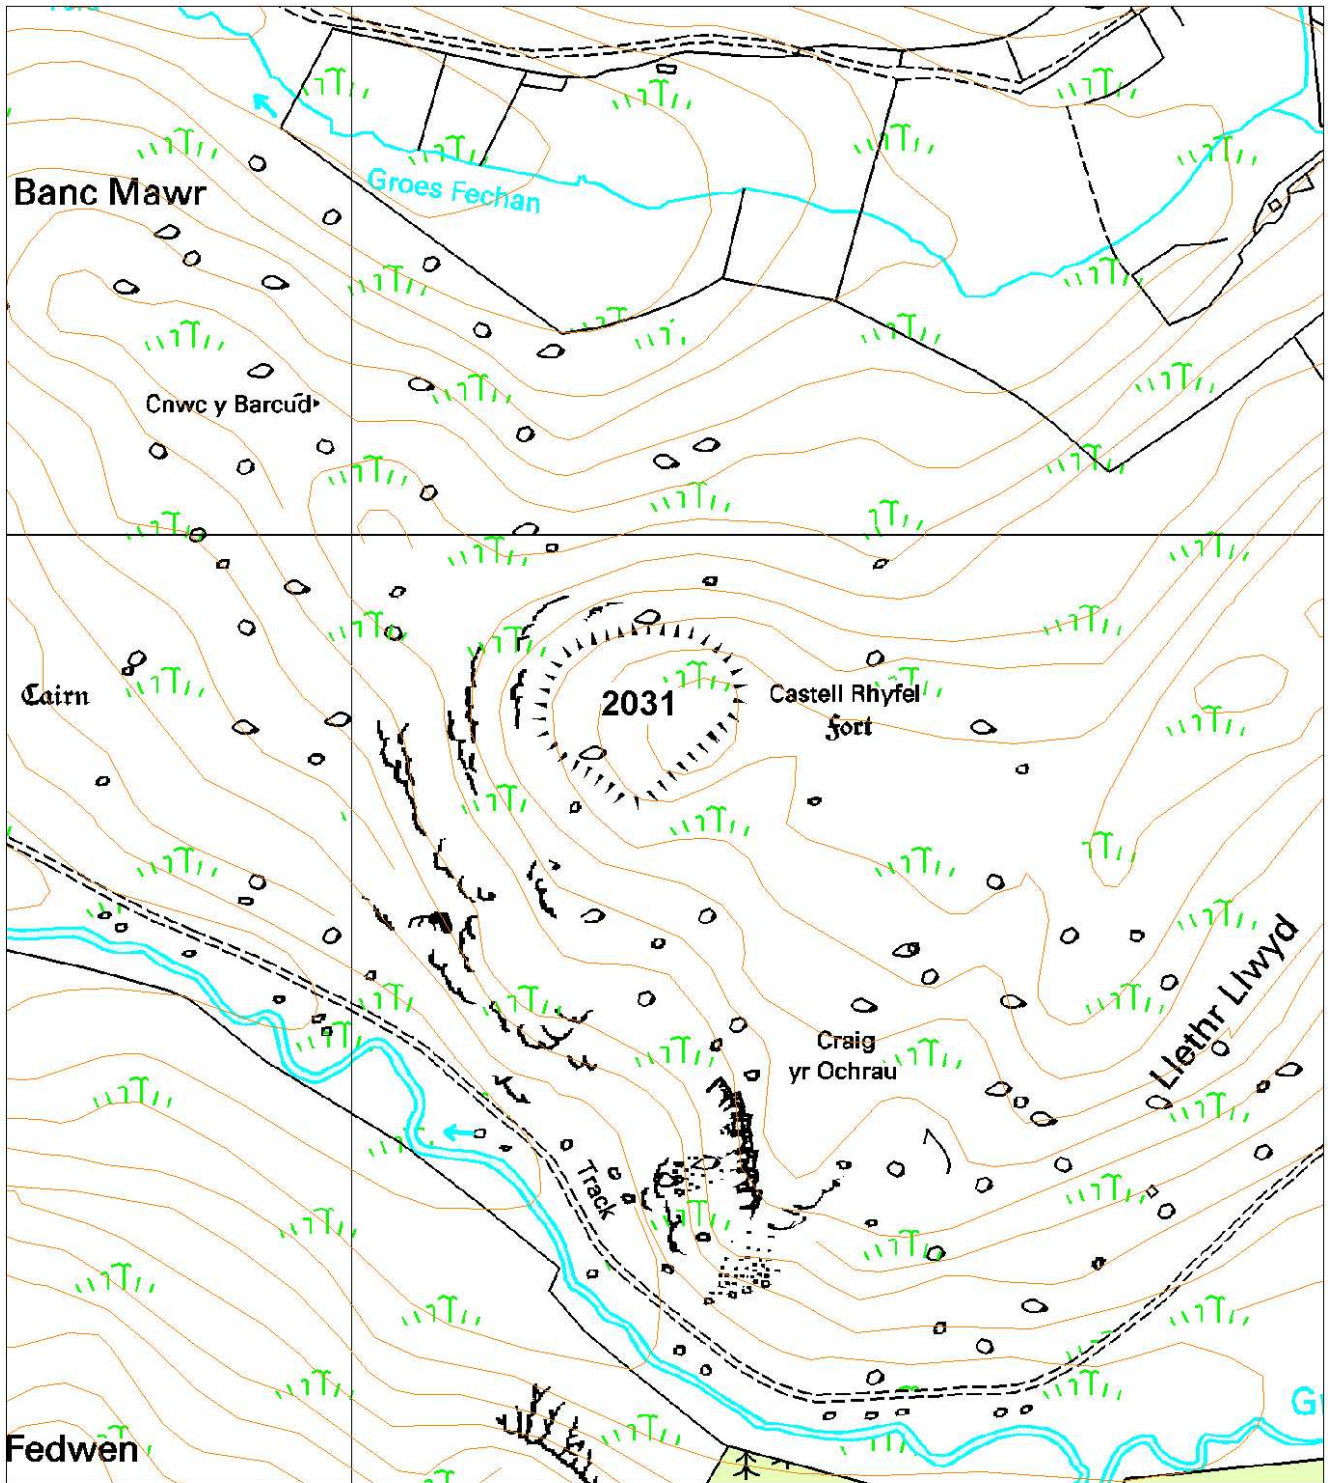 Banc Mawr
Groes Fechan
Cnwc y Barcud
Cairn
2031
Castell Rhyfel
Fort
Llethr Llwyd
Craig
yr Ochrau
Track
Fedwen